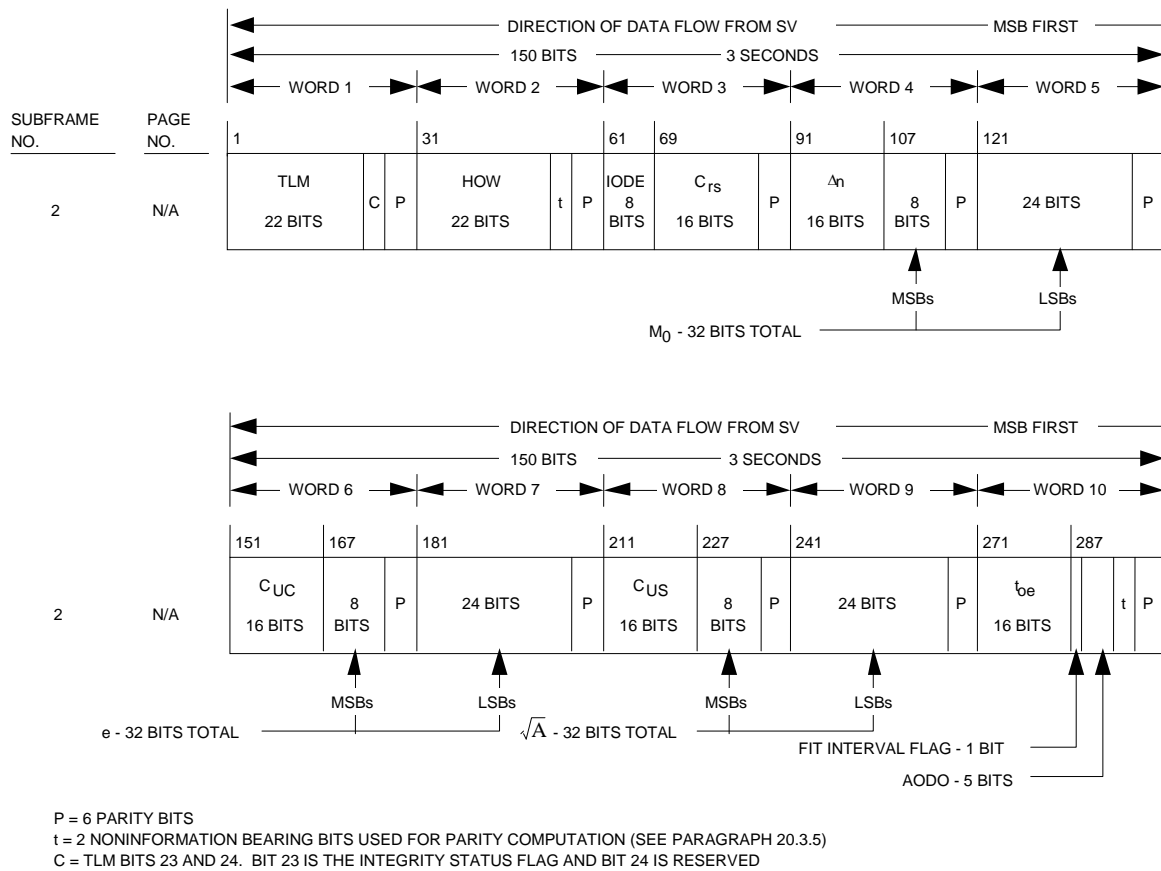 DIRECTION OF DATA FLOW FROM SV MSB FIRST
150 BITS 3 SECONDS
WORD 1 WORD 2 WORD 3 WORD 4 WORD 5
SUBFRAME NO. PAGE NO.
1 31 61 69 91 107 121
2 N/A
TLM 22 BITS C P HOW 22 BITS t P IODE 8 BITS Crs 16 BITS P Δn 16 BITS 8 BITS P 24 BITS P
MSBs LSBs
M0 - 32 BITS TOTAL
DIRECTION OF DATA FLOW FROM SV MSB FIRST
150 BITS 3 SECONDS
WORD 6 WORD 7 WORD 8 WORD 9 WORD 10
151 167 181 211 227 241 271 287
2 N/A
CUC 16 BITS 8 BITS P 24 BITS P CUS 16 BITS 8 BITS P 24 BITS P toe 16 BITS t P
MSBs LSBs MSBs LSBs
e - 32 BITS TOTAL √A - 32 BITS TOTAL
FIT INTERVAL FLAG - 1 BIT
AODO - 5 BITS
P = 6 PARITY BITS
t = 2 NONINFORMATION BEARING BITS USED FOR PARITY COMPUTATION (SEE PARAGRAPH 20.3.5)
C = TLM BITS 23 AND 24. BIT 23 IS THE INTEGRITY STATUS FLAG AND BIT 24 IS RESERVED